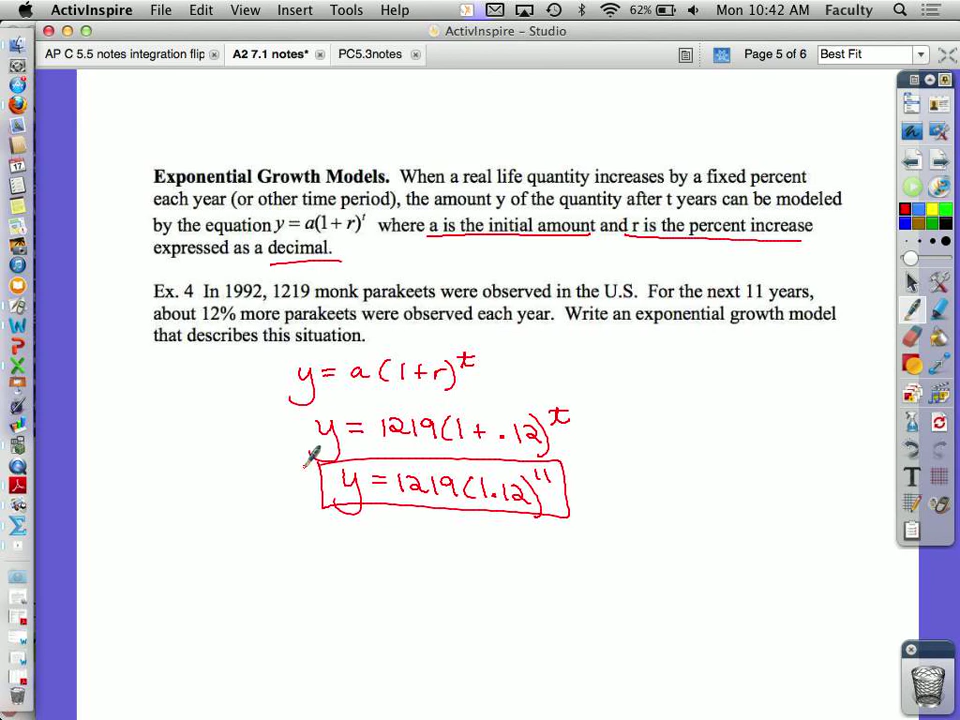 ActivInspire File Edit View Insert Tools Help 62% Mon 10:42 AM Faculty
ActivInspire - Studio
AP C 5.5 notes integration flip A2 7.1 notes* PC5.3notes Page 5 of 6 Best Fit
Exponential Growth Models. When a real life quantity increases by a fixed percent
each year (or other time period), the amount y of the quantity after t years can be modeled
by the equation y = a(1 + r)^t where a is the initial amount and r is the percent increase
expressed as a decimal.
Ex. 4 In 1992, 1219 monk parakeets were observed in the U.S. For the next 11 years,
about 12% more parakeets were observed each year. Write an exponential growth model
that describes this situation.
y = a(1+r)^t
y = 1219(1+.12)^t
y = 1219(1.12)^11